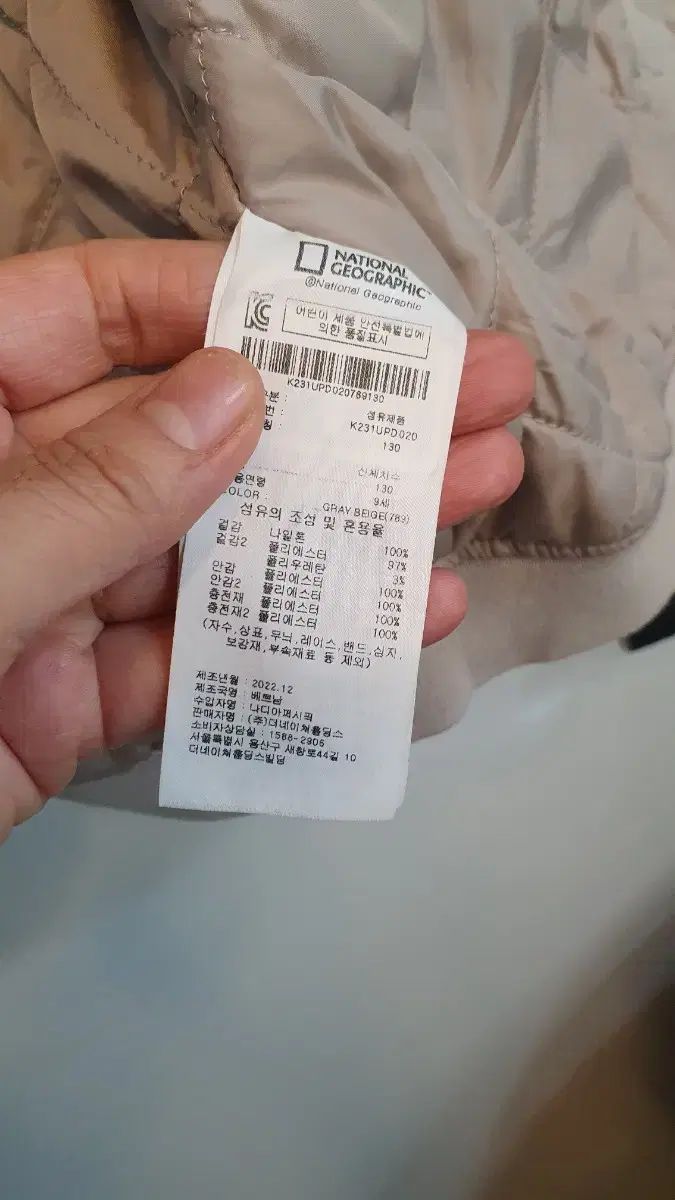 NATIONAL
GEOGRAPHIC
©National Geographic
KC
어린이 제품 안전특별법에
의한 품질표시
K231UPD020789130
분 : 섬유제품
번 : K231UPD020
: 130
신체치수
130
용연령 9세
COLOR : GRAY BEIGE(789)
섬유의 조성 및 혼용율
겉감 나일론 100%
겉감2 폴리에스터 97%
폴리우레탄 3%
안감 폴리에스터 100%
안감2 폴리에스터 100%
충전재 폴리에스터 100%
충전재2 폴리에스터 100%
(자수,상표,무늬,레이스,밴드,심지,
보강재,부속재료 등 제외)
제조년월 : 2022.12
제조국명 : 베트남
수입자명 : 나디아퍼시픽
판매자명 : (주)더네이쳐홀딩스
소비자상담실 : 1588-2906
서울특별시 용산구 새창로44길 10
더네이쳐홀딩스빌딩